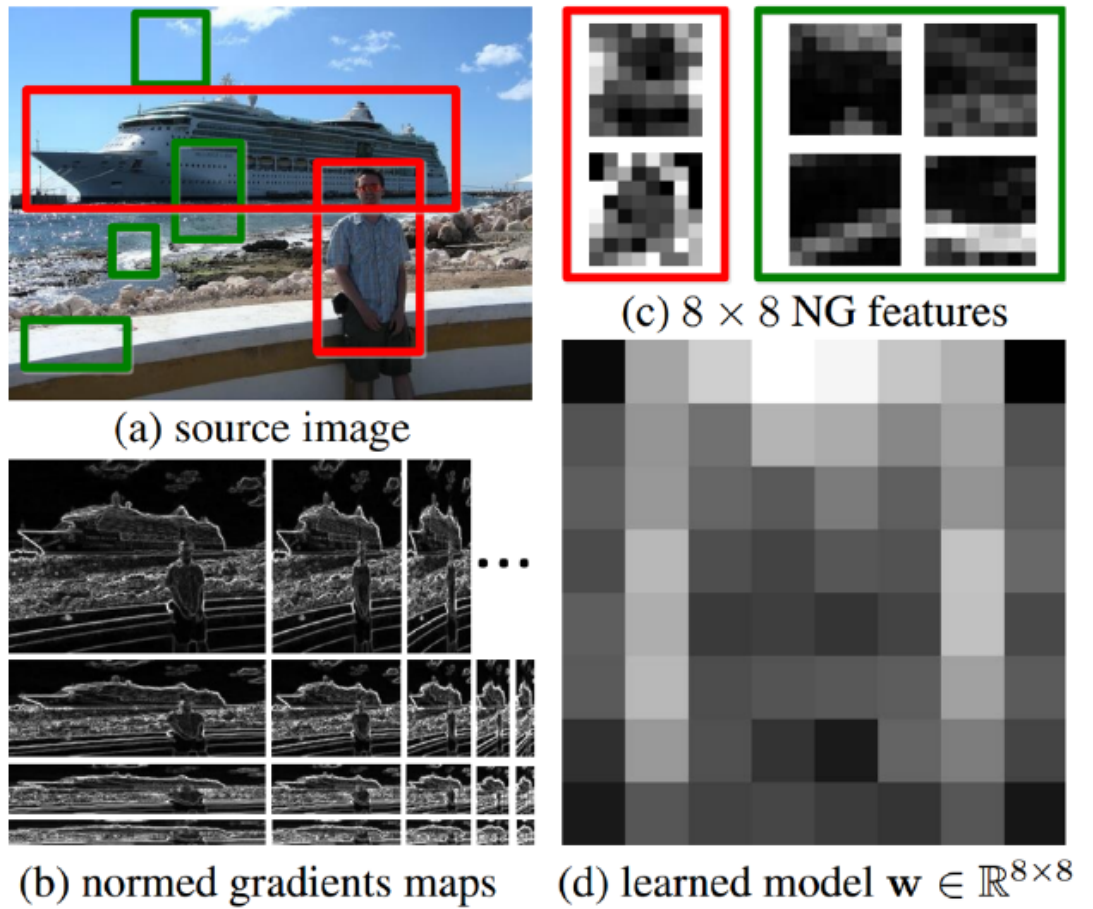 (a) source image
(b) normed gradients maps
(c) 8 × 8 NG features
(d) learned model w ∈ ℝ^{8×8}